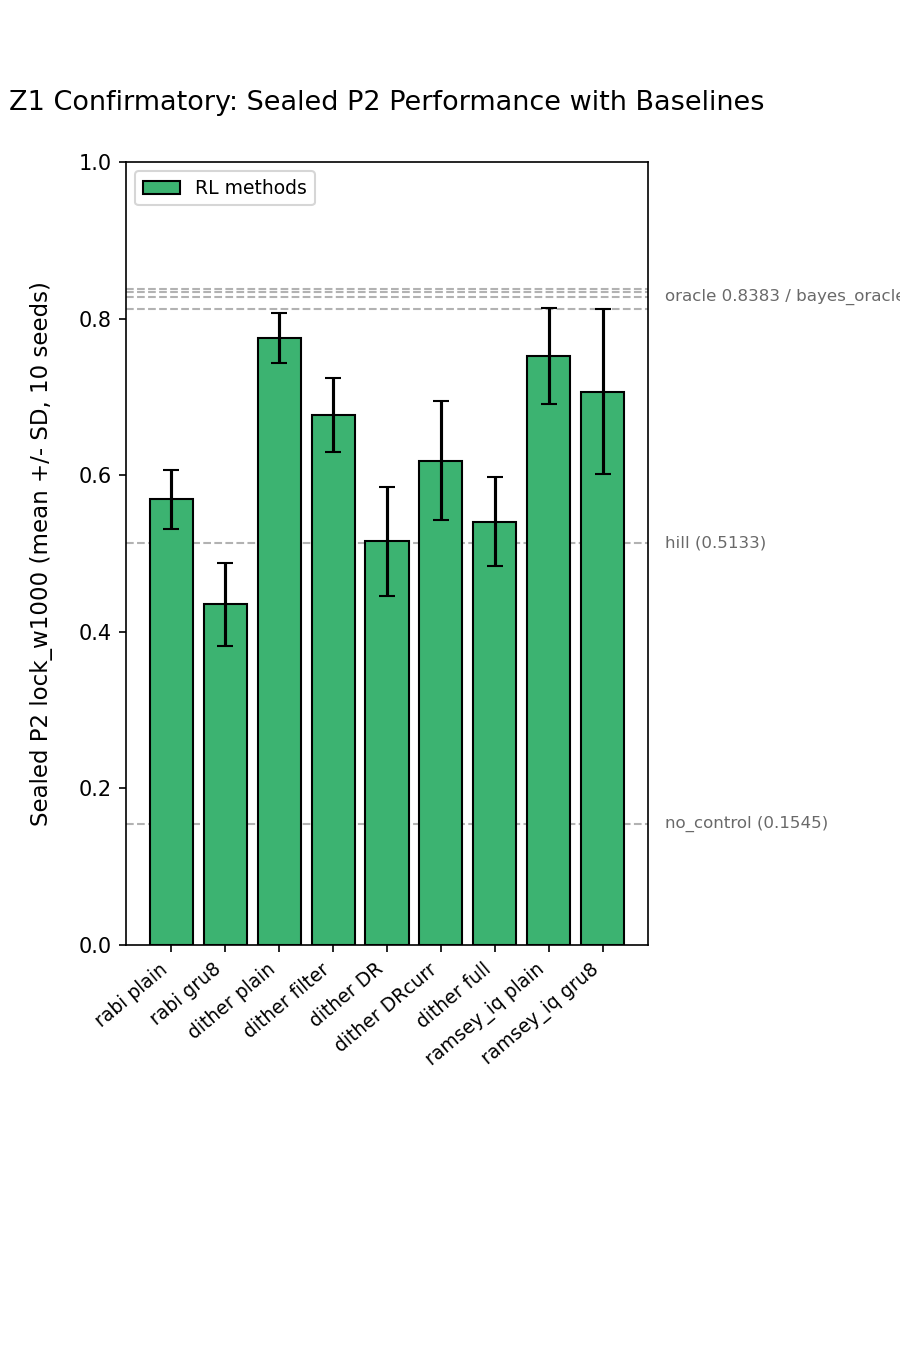 Z1 Confirmatory: Sealed P2 Performance with Baselines
Sealed P2 lock_w1000 (mean +/- SD, 10 seeds)
1.0
0.8
0.6
0.4
0.2
0.0
RL methods
oracle 0.8383 / bayes_oracle
hill (0.5133)
no_control (0.1545)
rabi plain
rabi gru8
dither plain
dither filter
dither DR
dither DRcurr
dither full
ramsey_iq plain
ramsey_iq gru8